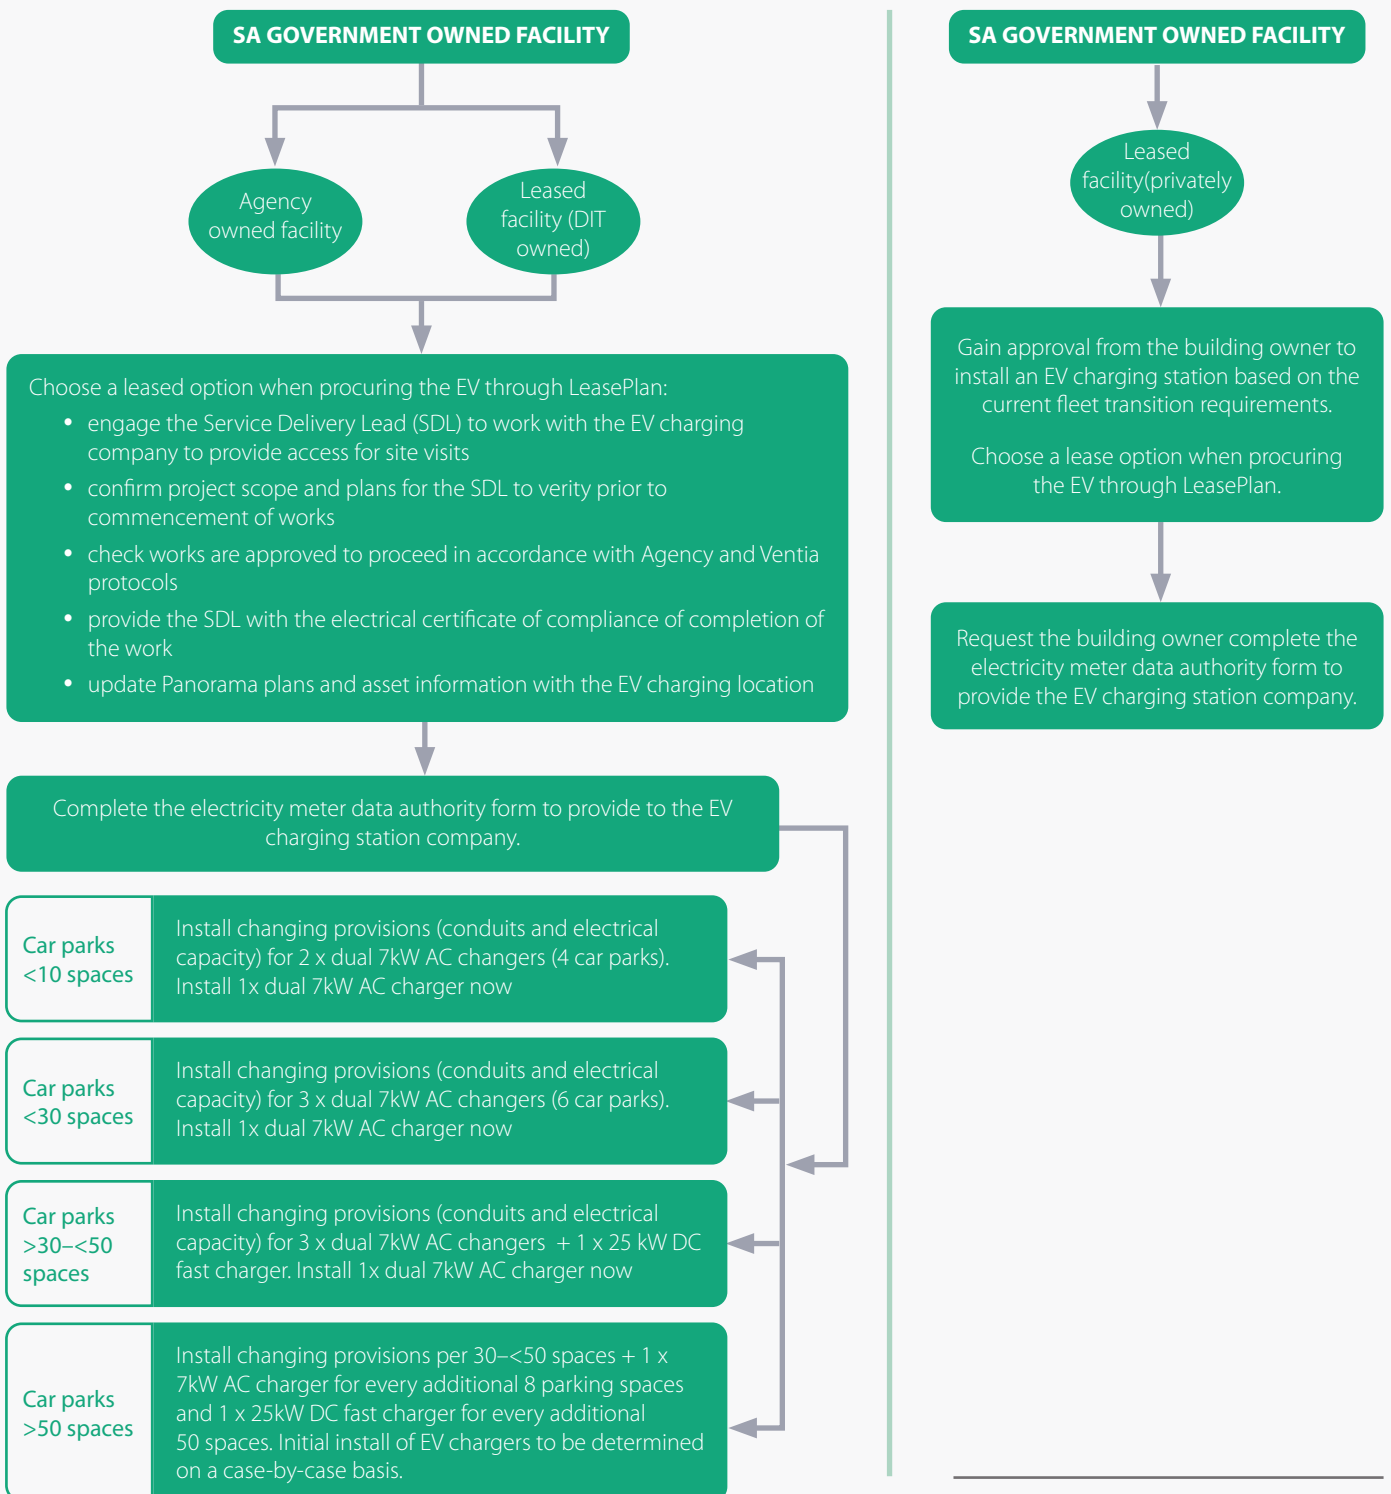 SA GOVERNMENT OWNED FACILITY
Agency
owned facility
Leased
facility (DIT
owned)
Choose a leased option when procuring the EV through LeasePlan:
• engage the Service Delivery Lead (SDL) to work with the EV charging
company to provide access for site visits
• confirm project scope and plans for the SDL to verity prior to
commencement of works
• check works are approved to proceed in accordance with Agency and Ventia
protocols
• provide the SDL with the electrical certificate of compliance of completion of
the work
• update Panorama plans and asset information with the EV charging location
Complete the electricity meter data authority form to provide to the EV
charging station company.
Car parks
<10 spaces
Install changing provisions (conduits and electrical
capacity) for 2 x dual 7kW AC changers (4 car parks).
Install 1x dual 7kW AC charger now
Car parks
<30 spaces
Install changing provisions (conduits and electrical
capacity) for 3 x dual 7kW AC changers (6 car parks).
Install 1x dual 7kW AC charger now
Car parks
>30–<50
spaces
Install changing provisions (conduits and electrical
capacity) for 3 x dual 7kW AC changers + 1 x 25 kW DC
fast charger. Install 1x dual 7kW AC charger now
Car parks
>50 spaces
Install changing provisions per 30–<50 spaces + 1 x
7kW AC charger for every additional 8 parking spaces
and 1 x 25kW DC fast charger for every additional
50 spaces. Initial install of EV chargers to be determined
on a case-by-case basis.
SA GOVERNMENT OWNED FACILITY
Leased
facility(privately
owned)
Gain approval from the building owner to
install an EV charging station based on the
current fleet transition requirements.
Choose a lease option when procuring
the EV through LeasePlan.
Request the building owner complete the
electricity meter data authority form to
provide the EV charging station company.